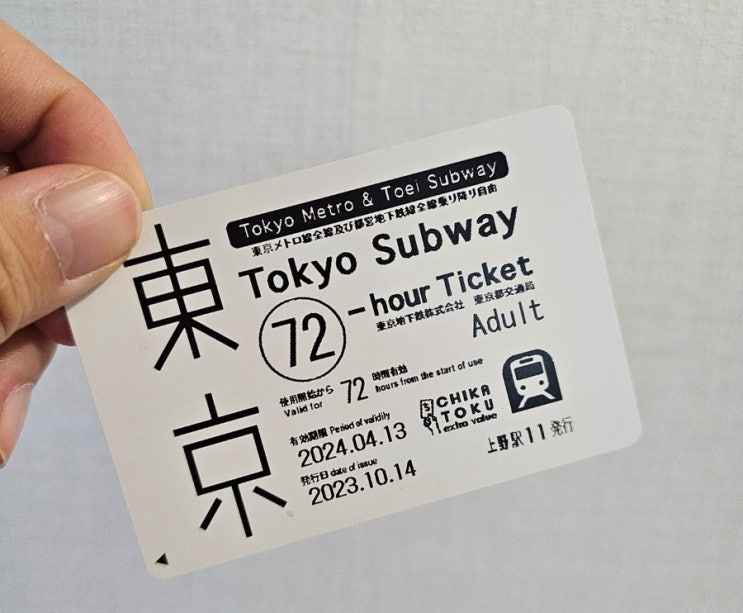 Tokyo Metro & Toei Subway
東京メトロ線全線及び都営地下鉄線全線乗り降り自由
東京
Tokyo Subway
72-hour Ticket
東京地下鉄株式会社 東京都交通局
Adult
使用開始から 72 時間有効
Valid for hours from the start of use
有効期限 Period of validity
2024.04.13
発行日 date of issue
2023.10.14
CHIKA
TOKU
extra value
上野駅11発行